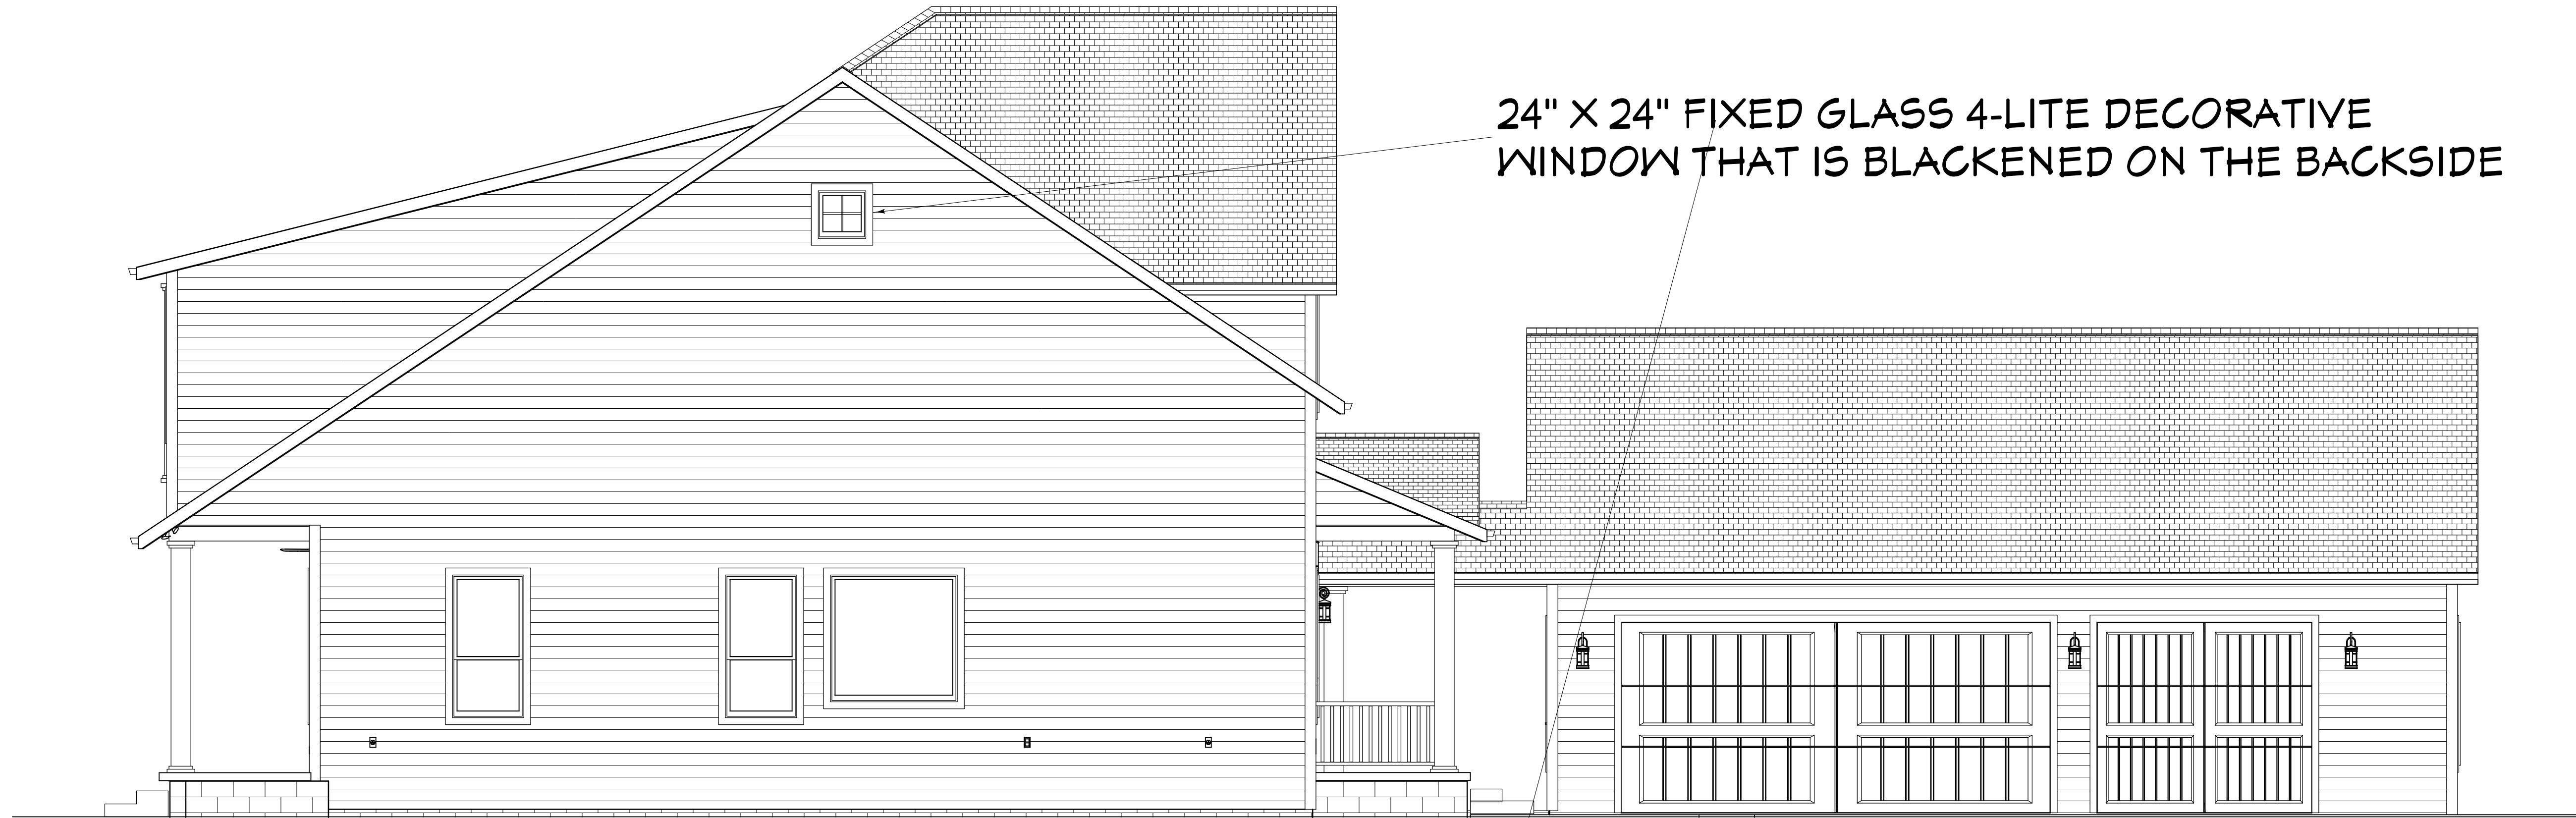 24" X 24" FIXED GLASS 4-LITE DECORATIVE
WINDOW THAT IS BLACKENED ON THE BACKSIDE